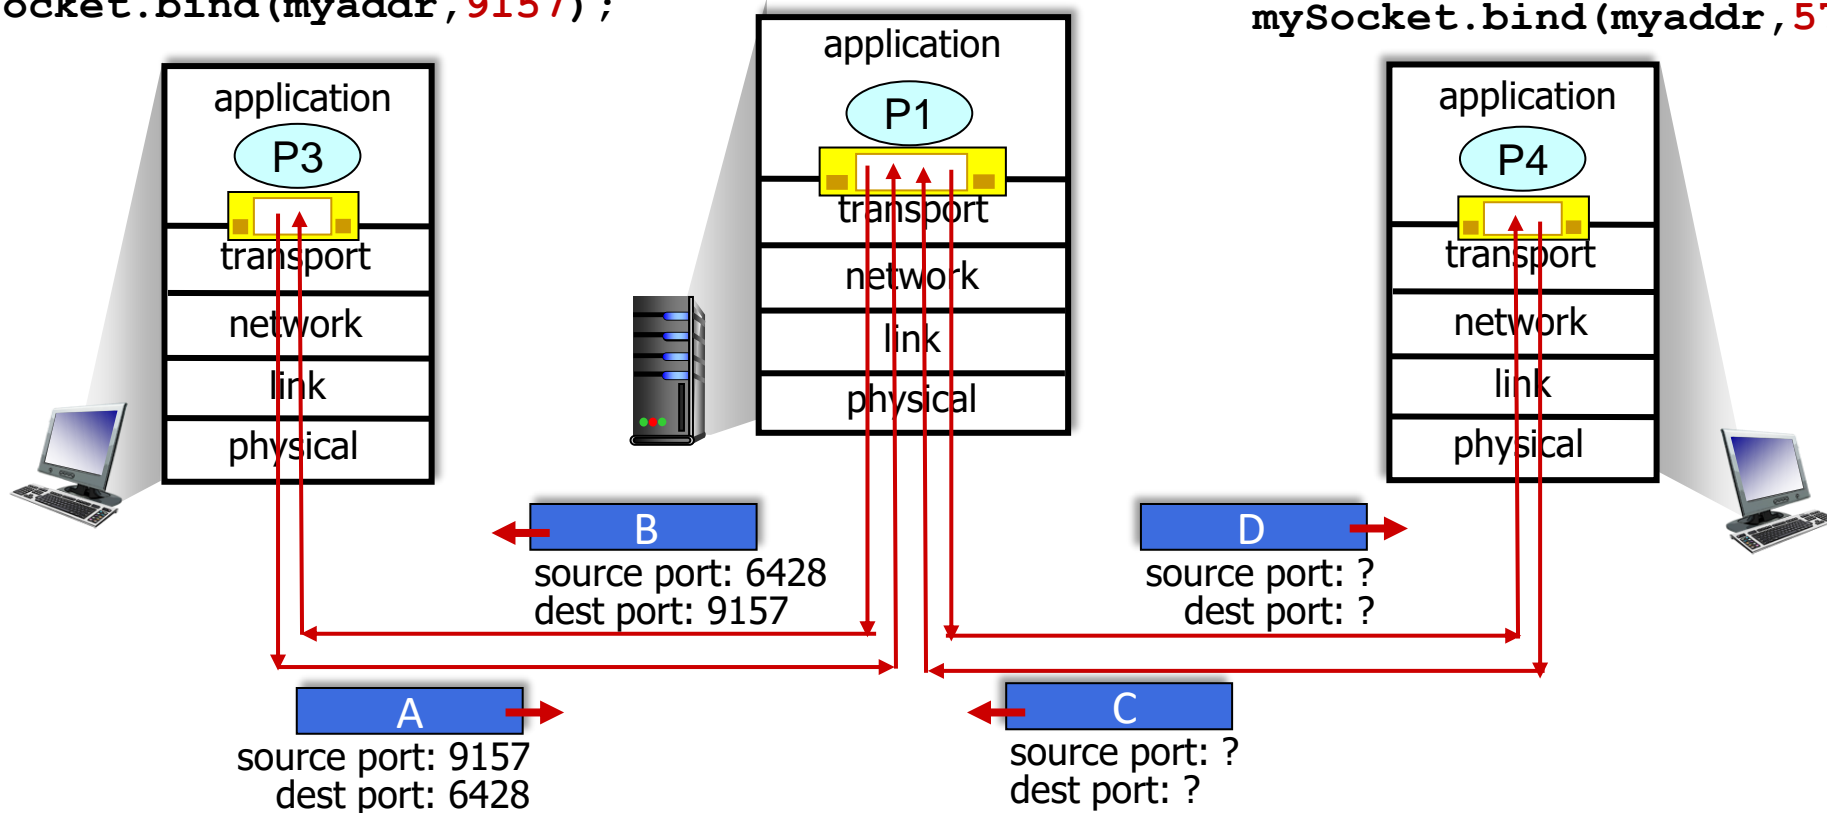 ocket.bind(myaddr,9157);
mySocket.bind(myaddr,57
application
P3
transport
network
link
physical
application
P1
transport
network
link
physical
application
P4
transport
network
link
physical
B
source port: 6428
dest port: 9157
D
source port: ?
dest port: ?
A
source port: 9157
dest port: 6428
C
source port: ?
dest port: ?